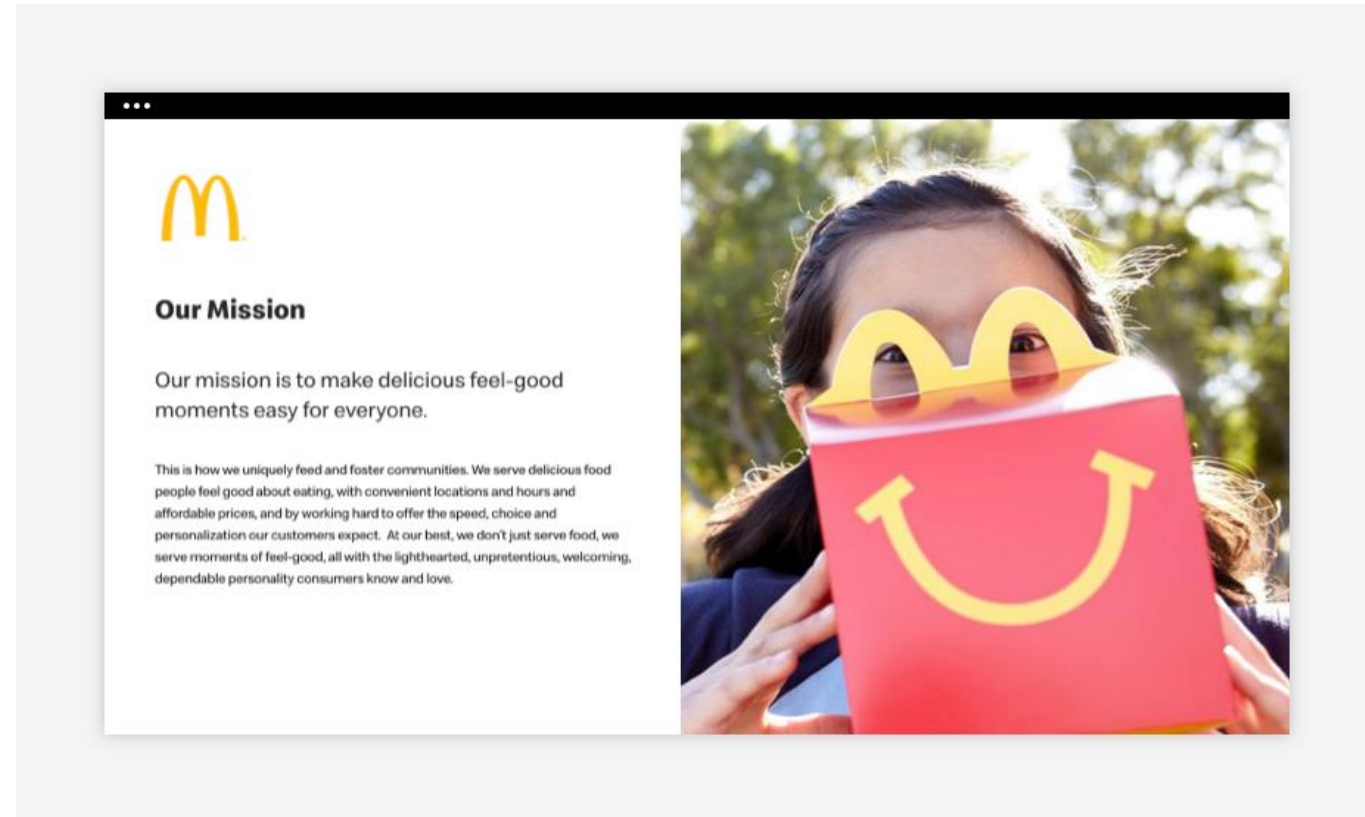 Our Mission
Our mission is to make delicious feel-good
moments easy for everyone.
This is how we uniquely feed and foster communities. We serve delicious food
people feel good about eating, with convenient locations and hours and
affordable prices, and by working hard to offer the speed, choice and
personalization our customers expect.  At our best, we don't just serve food, we
serve moments of feel-good, all with the lighthearted, unpretentious, welcoming,
dependable personality consumers know and love.